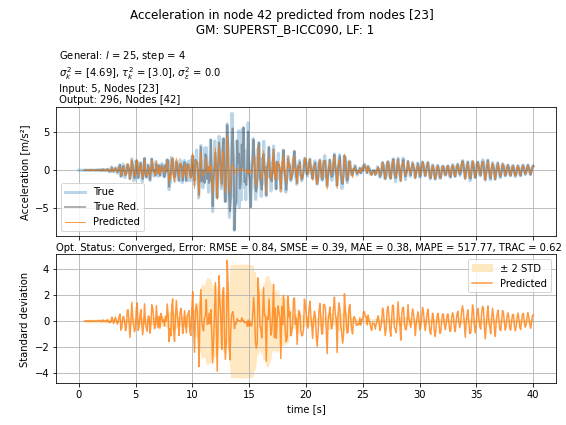 Acceleration in node 42 predicted from nodes [23]
GM: SUPERST_B-ICC090, LF: 1
General: l = 25, step = 4
σ²ₖ = [4.69], τ²ₖ = [3.0], σ²ε = 0.0
Input: 5, Nodes [23]
Output: 296, Nodes [42]
Acceleration [m/s²]
5
0
−5
True
True Red.
Predicted
Opt. Status: Converged, Error: RMSE = 0.84, SMSE = 0.39, MAE = 0.38, MAPE = 517.77, TRAC = 0.62
Standard deviation
4
2
0
−2
−4
± 2 STD
Predicted
0 5 10 15 20 25 30 35 40
time [s]